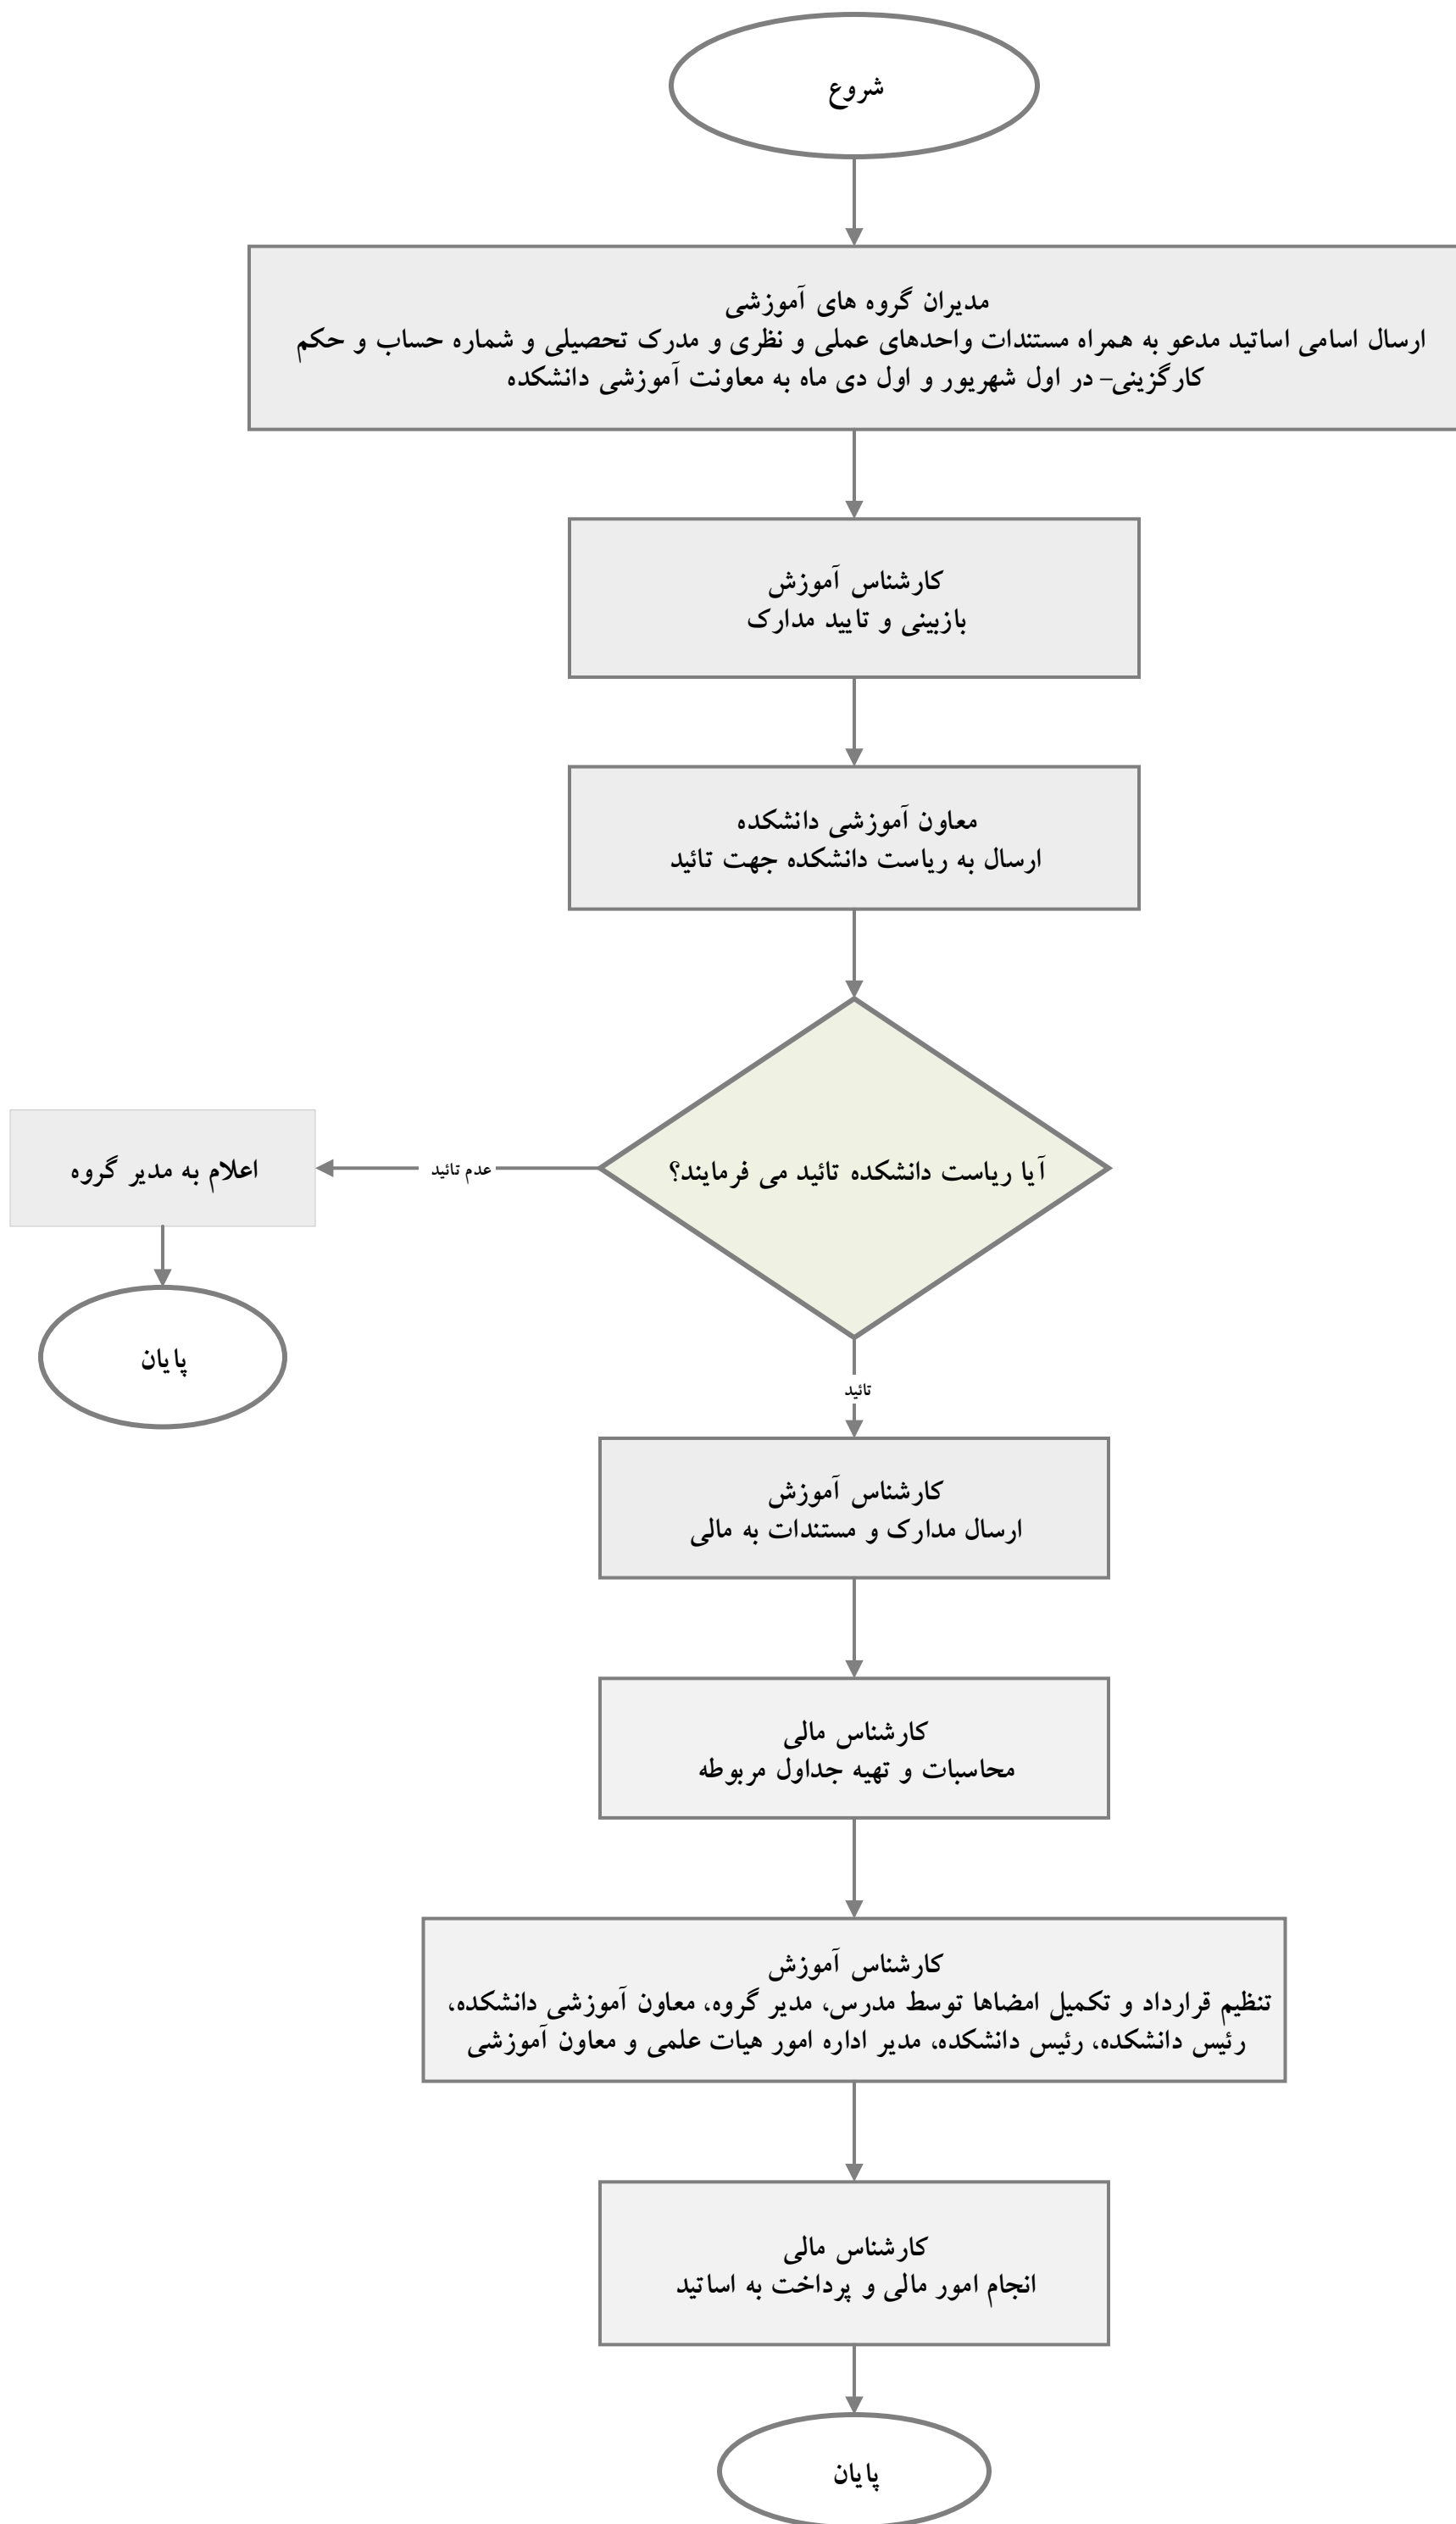 شروع
مدیران گروه های آموزشی
ارسال اسامی اساتید مدعو به همراه مستندات واحدهای عملی و نظری و مدرک تحصیلی و شماره حساب و حکم
کارگزینی- در اول شهریور و اول دی ماه به معاونت آموزشی دانشکده
کارشناس آموزش
بازبینی و تایید مدارک
معاون آموزشی دانشکده
ارسال به ریاست دانشکده جهت تائید
آیا ریاست دانشکده تائید می فرمایند؟
عدم تائید
اعلام به مدیر گروه
پایان
تائید
کارشناس آموزش
ارسال مدارک و مستندات به مالی
کارشناس مالی
محاسبات و تهیه جداول مربوطه
کارشناس آموزش
تنظیم قرارداد و تکمیل امضاها توسط مدرس، مدیر گروه، معاون آموزشی دانشکده،
رئیس دانشکده، رئیس دانشکده، مدیر اداره امور هیات علمی و معاون آموزشی
کارشناس مالی
انجام امور مالی و پرداخت به اساتید
پایان